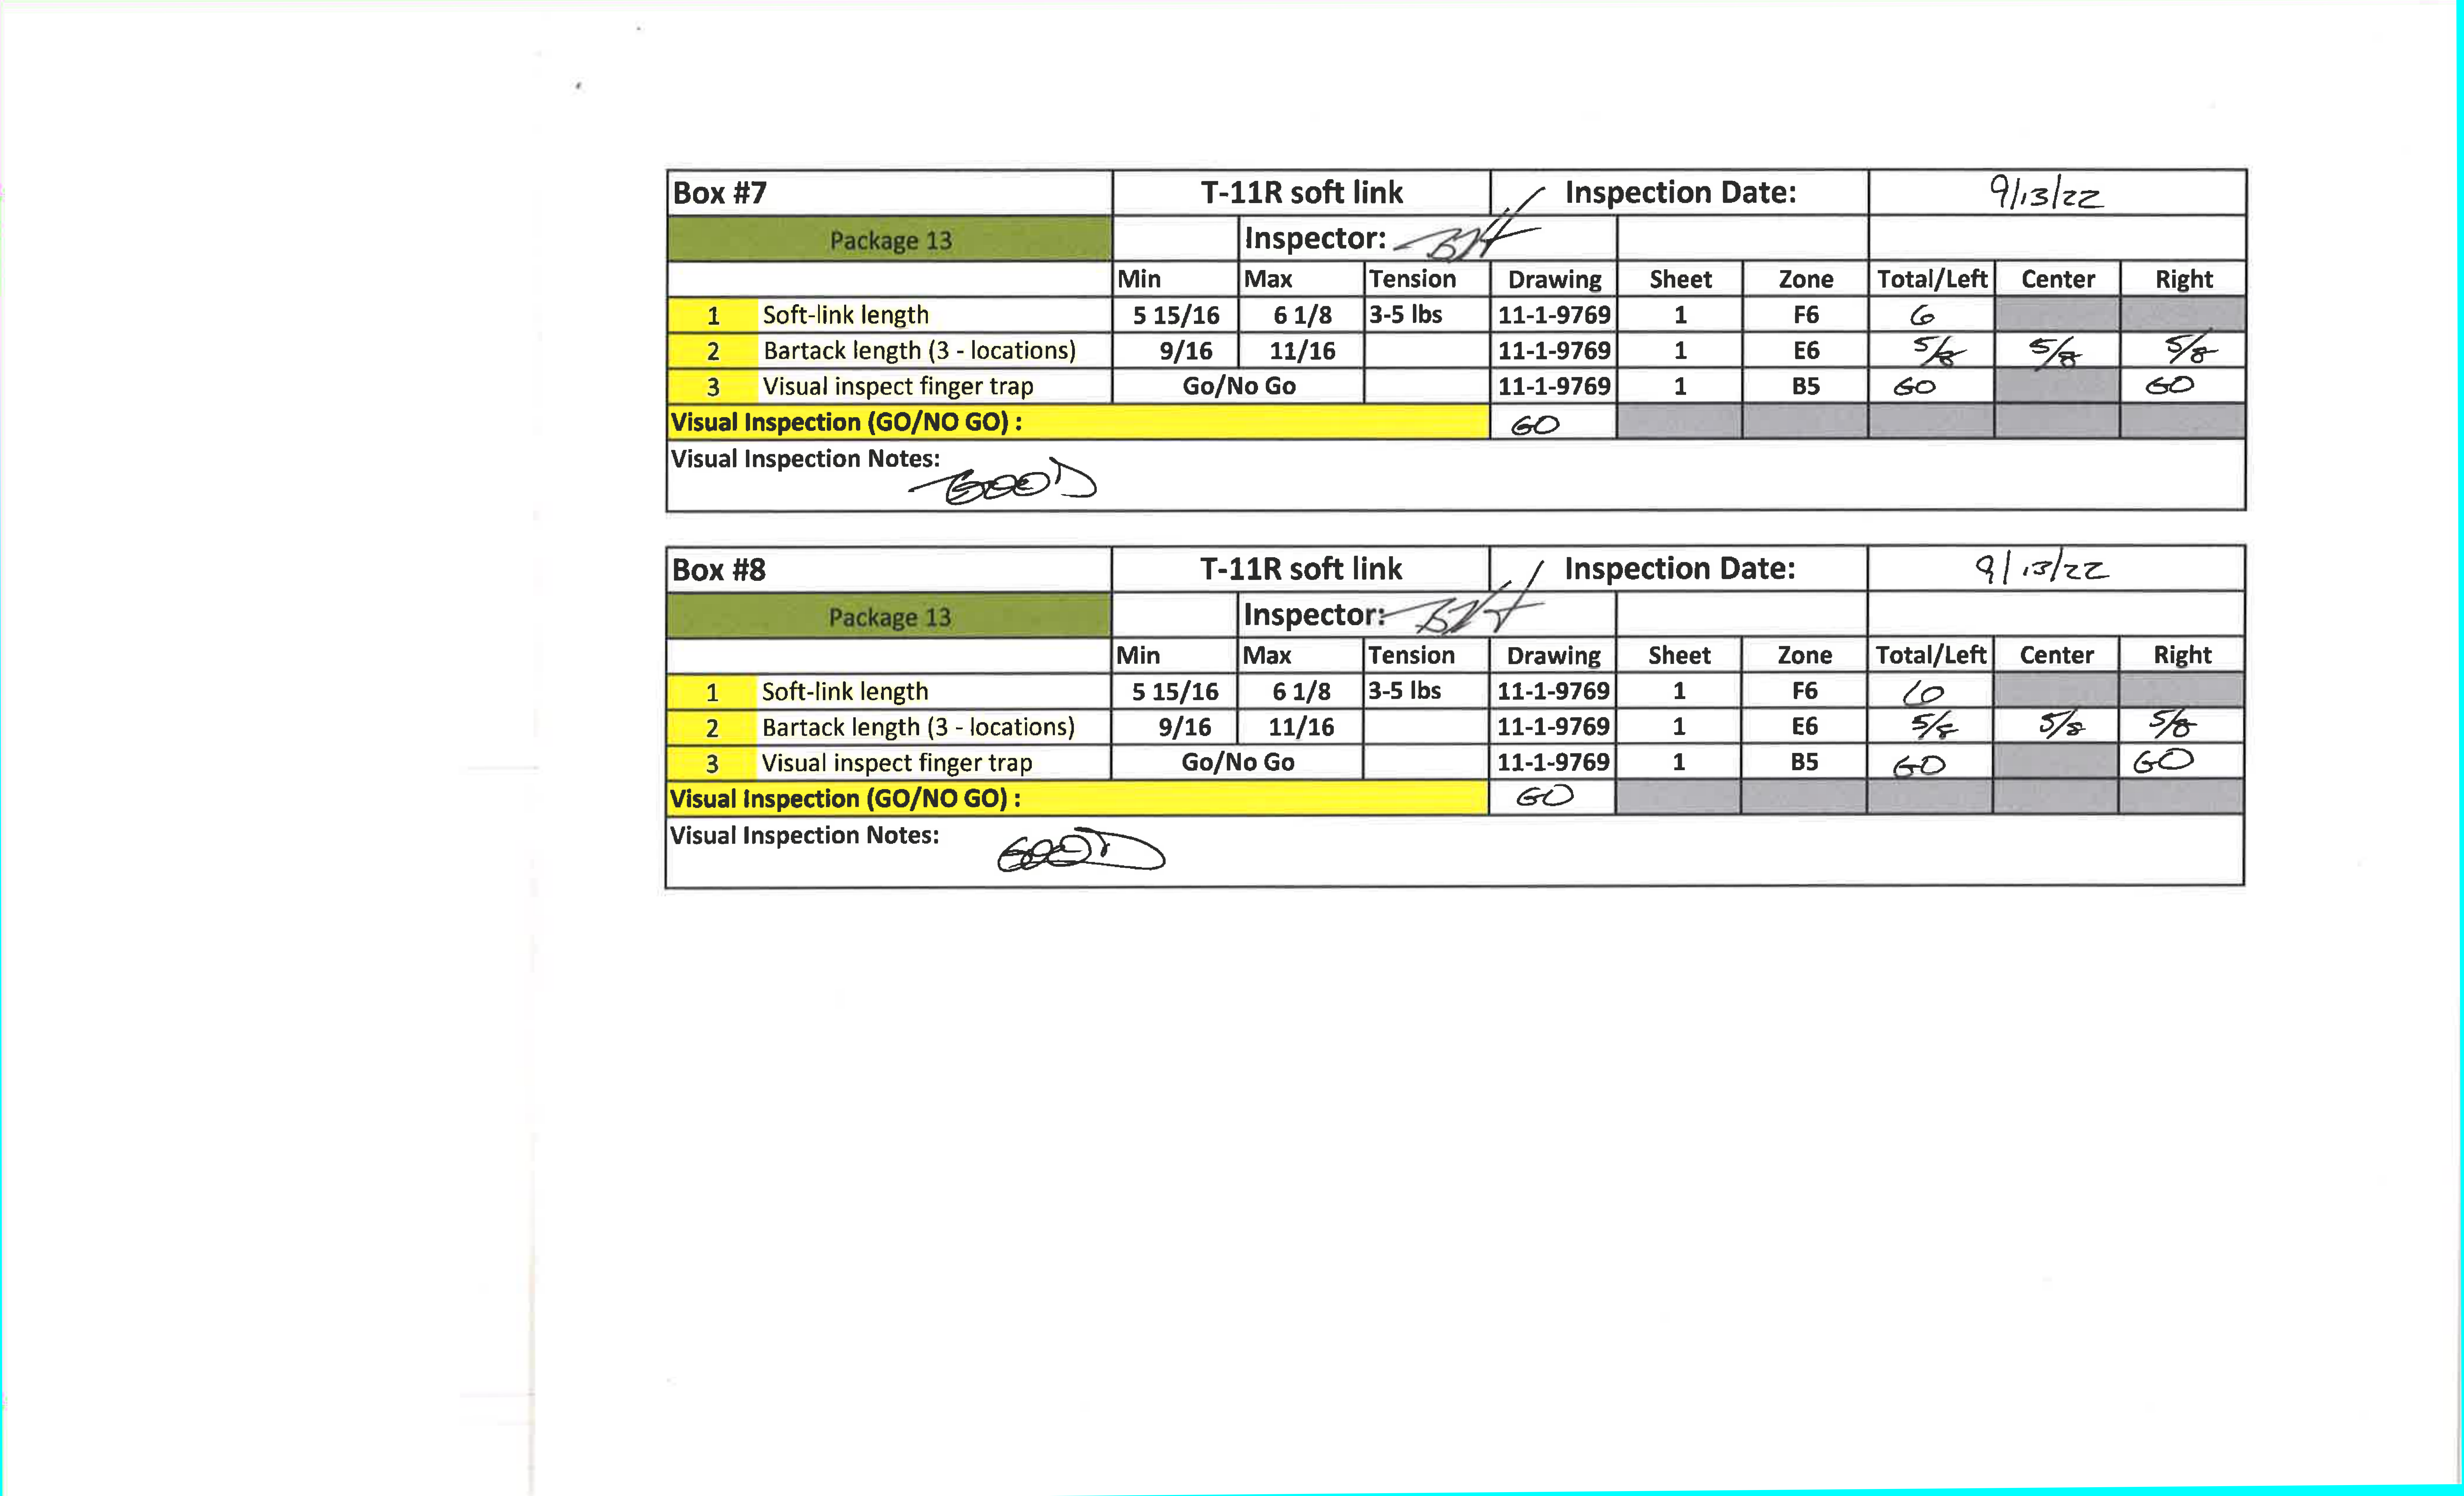 Box #7 T-11R soft link Inspection Date: 9/13/22
Package 13 Inspector:
Min Max Tension Drawing Sheet Zone Total/Left Center Right
1 Soft-link length 5 15/16 6 1/8 3-5 lbs 11-1-9769 1 F6 6
2 Bartack length (3 - locations) 9/16 11/16 11-1-9769 1 E6 5/8 5/8 5/8
3 Visual inspect finger trap Go/No Go 11-1-9769 1 B5 GO GO
Visual Inspection (GO/NO GO) : GO
Visual Inspection Notes: GOOD
Box #8 T-11R soft link Inspection Date: 9/13/22
Package 13 Inspector:
Min Max Tension Drawing Sheet Zone Total/Left Center Right
1 Soft-link length 5 15/16 6 1/8 3-5 lbs 11-1-9769 1 F6 6
2 Bartack length (3 - locations) 9/16 11/16 11-1-9769 1 E6 5/8 5/8 5/8
3 Visual inspect finger trap Go/No Go 11-1-9769 1 B5 GO GO
Visual Inspection (GO/NO GO) : GO
Visual Inspection Notes: GOOD